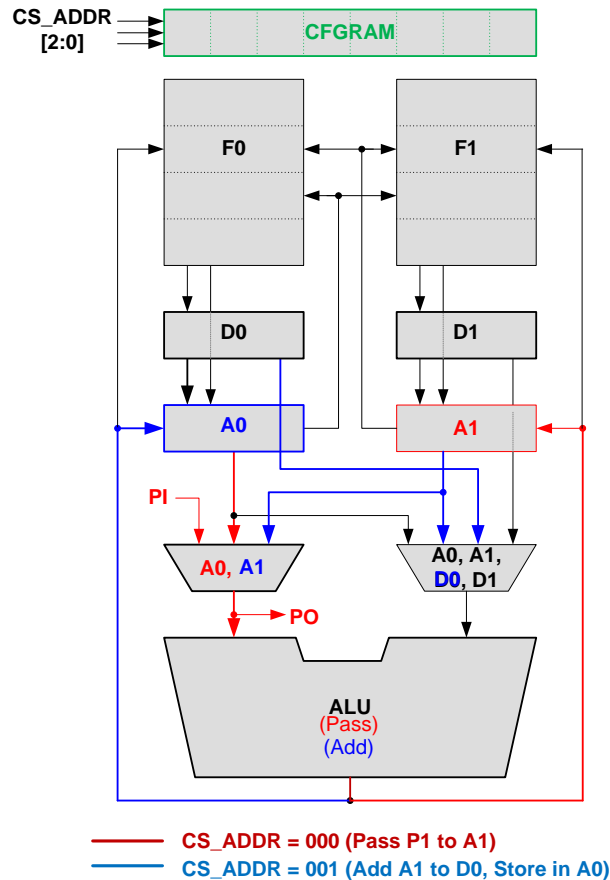 CS_ADDR
[2:0]
CFGRAM
F0
F1
D0
D1
A0
A1
PI
A0, A1
A0, A1,
D0, D1
PO
ALU
(Pass)
(Add)
CS_ADDR = 000 (Pass P1 to A1)
CS_ADDR = 001 (Add A1 to D0, Store in A0)